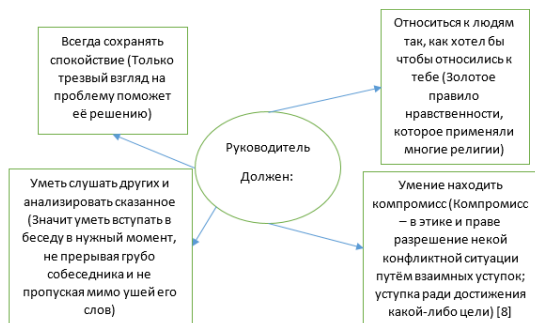 Всегда сохранять
спокойствие (Только
трезвый взгляд на
проблему поможет
её решению)
Относиться к людям
так, как хотел бы
чтобы относились к
тебе (Золотое
правило
нравственности,
которое применяли
многие религии)
Руководитель
Должен:
Уметь слушать других и
анализировать сказанное
(Значит уметь вступать в
беседу в нужный момент,
не прерывая грубо
собеседника и не
пропуская мимо ушей его
слов)
Умение находить
компромисс (Компромисс
– в этике и праве
разрешение некой
конфликтной ситуации
путём взаимных уступок;
уступка ради достижения
какой-либо цели) [8]